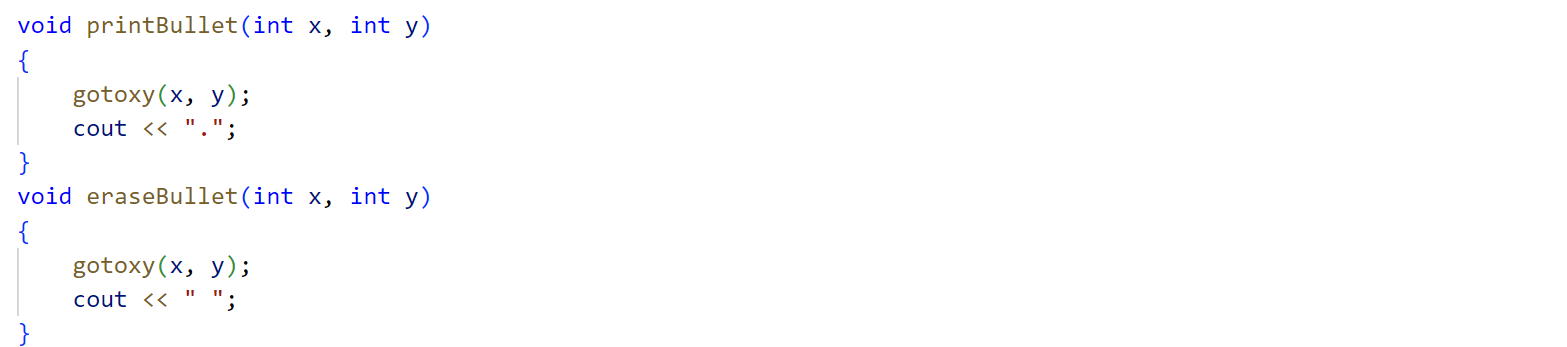 void printBullet(int x, int y)
{
    gotoxy(x, y);
    cout << ".";
}
void eraseBullet(int x, int y)
{
    gotoxy(x, y);
    cout << " ";
}